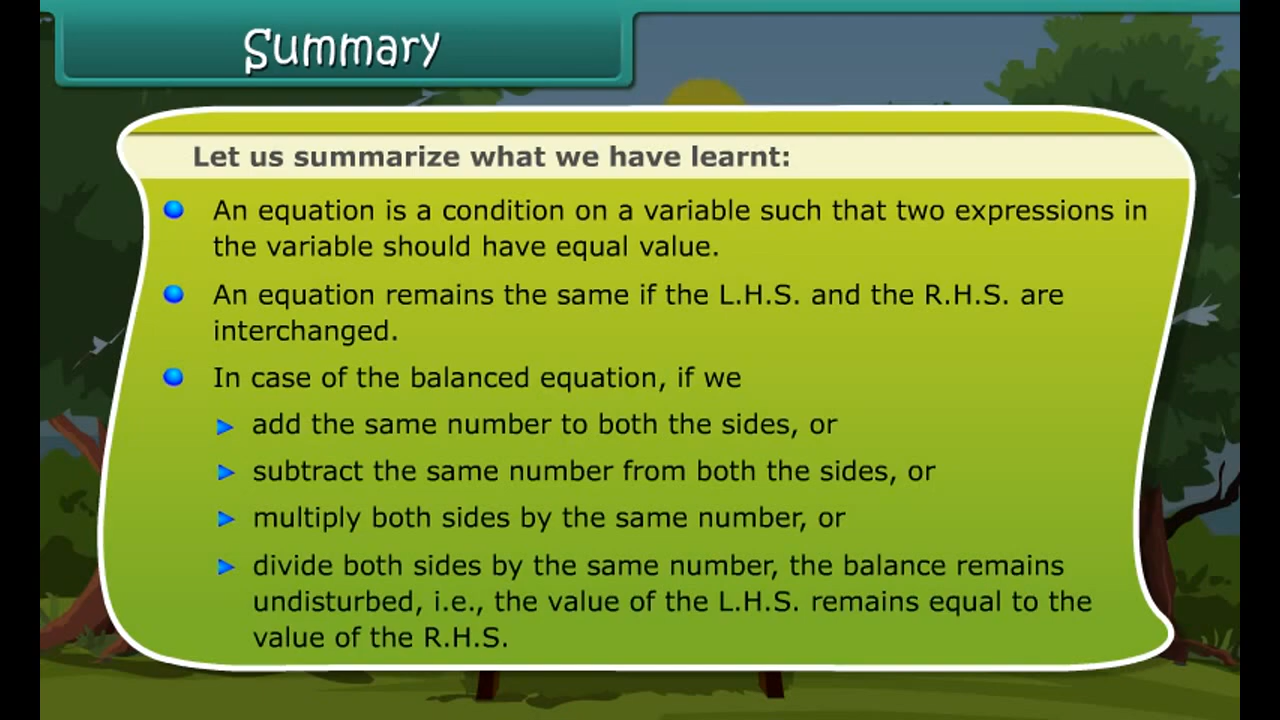 Summary
Let us summarize what we have learnt:
An equation is a condition on a variable such that two expressions in
the variable should have equal value.
An equation remains the same if the L.H.S. and the R.H.S. are
interchanged.
In case of the balanced equation, if we
add the same number to both the sides, or
subtract the same number from both the sides, or
multiply both sides by the same number, or
divide both sides by the same number, the balance remains
undisturbed, i.e., the value of the L.H.S. remains equal to the
value of the R.H.S.